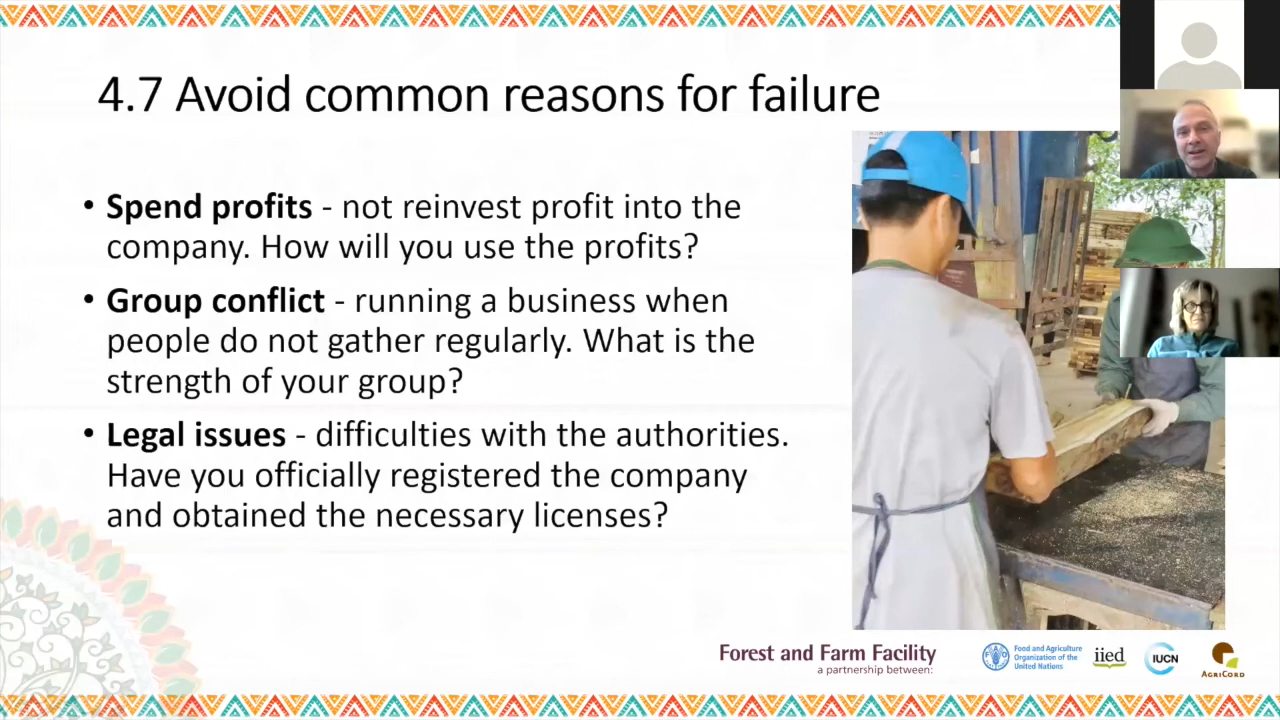 4.7 Avoid common reasons for failure
• Spend profits - not reinvest profit into the
company. How will you use the profits?
• Group conflict - running a business when
people do not gather regularly. What is the
strength of your group?
• Legal issues - difficulties with the authorities.
Have you officially registered the company
and obtained the necessary licenses?
Forest and Farm Facility
a partnership between:
Food and Agriculture
Organization of the
United Nations
iied
IUCN
AGRICORD